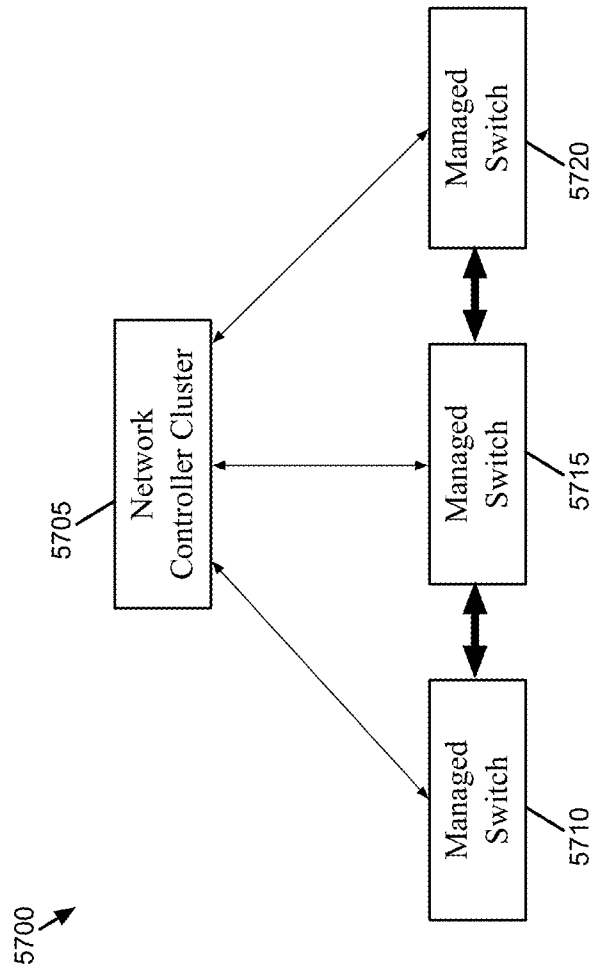 5700
5705
Network
Controller Cluster
Managed
Switch
5710
Managed
Switch
5715
Managed
Switch
5720